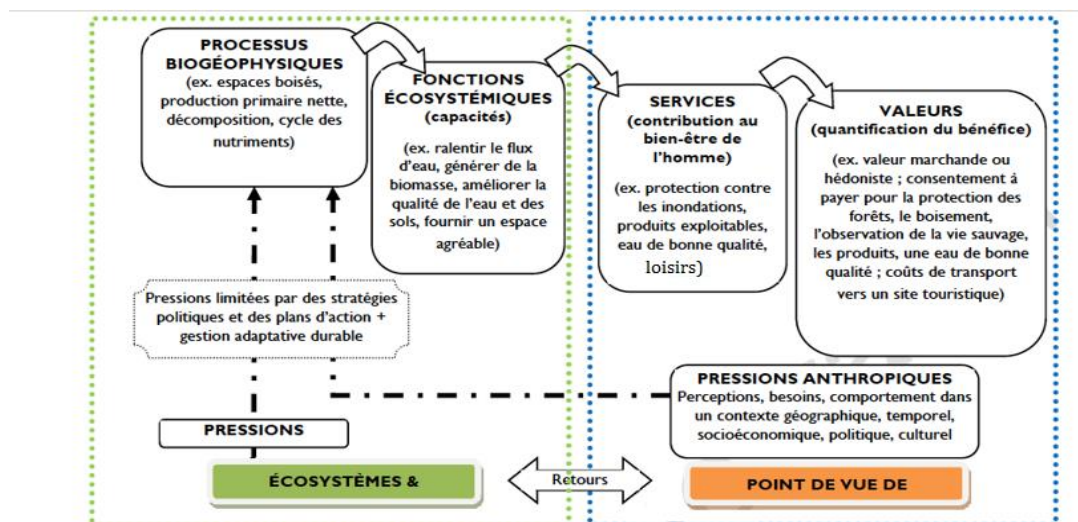 PROCESSUS
BIOGÉOPHYSIQUES
(ex. espaces boisés,
production primaire nette,
décomposition, cycle des
nutriments)
FONCTIONS
ÉCOSYSTÉMIQUES
(capacités)
(ex. ralentir le flux
d'eau, générer de la
biomasse, améliorer la
qualité de l'eau et des
sols, fournir un espace
agréable)
SERVICES
(contribution au
bien-être de
l'homme)
(ex. protection contre
les inondations,
produits exploitables,
eau de bonne qualité,
loisirs)
VALEURS
(quantification du bénéfice)
(ex. valeur marchande ou
hédoniste ; consentement à
payer pour la protection des
forêts, le boisement,
l'observation de la vie sauvage,
les produits, une eau de bonne
qualité ; coûts de transport
vers un site touristique)
Pressions limitées par des stratégies
politiques et des plans d'action +
gestion adaptative durable
PRESSIONS ANTHROPIQUES
Perceptions, besoins, comportement dans
un contexte géographique, temporel,
socioéconomique, politique, culturel
PRESSIONS
ÉCOSYSTÈMES &
Retours
POINT DE VUE DE